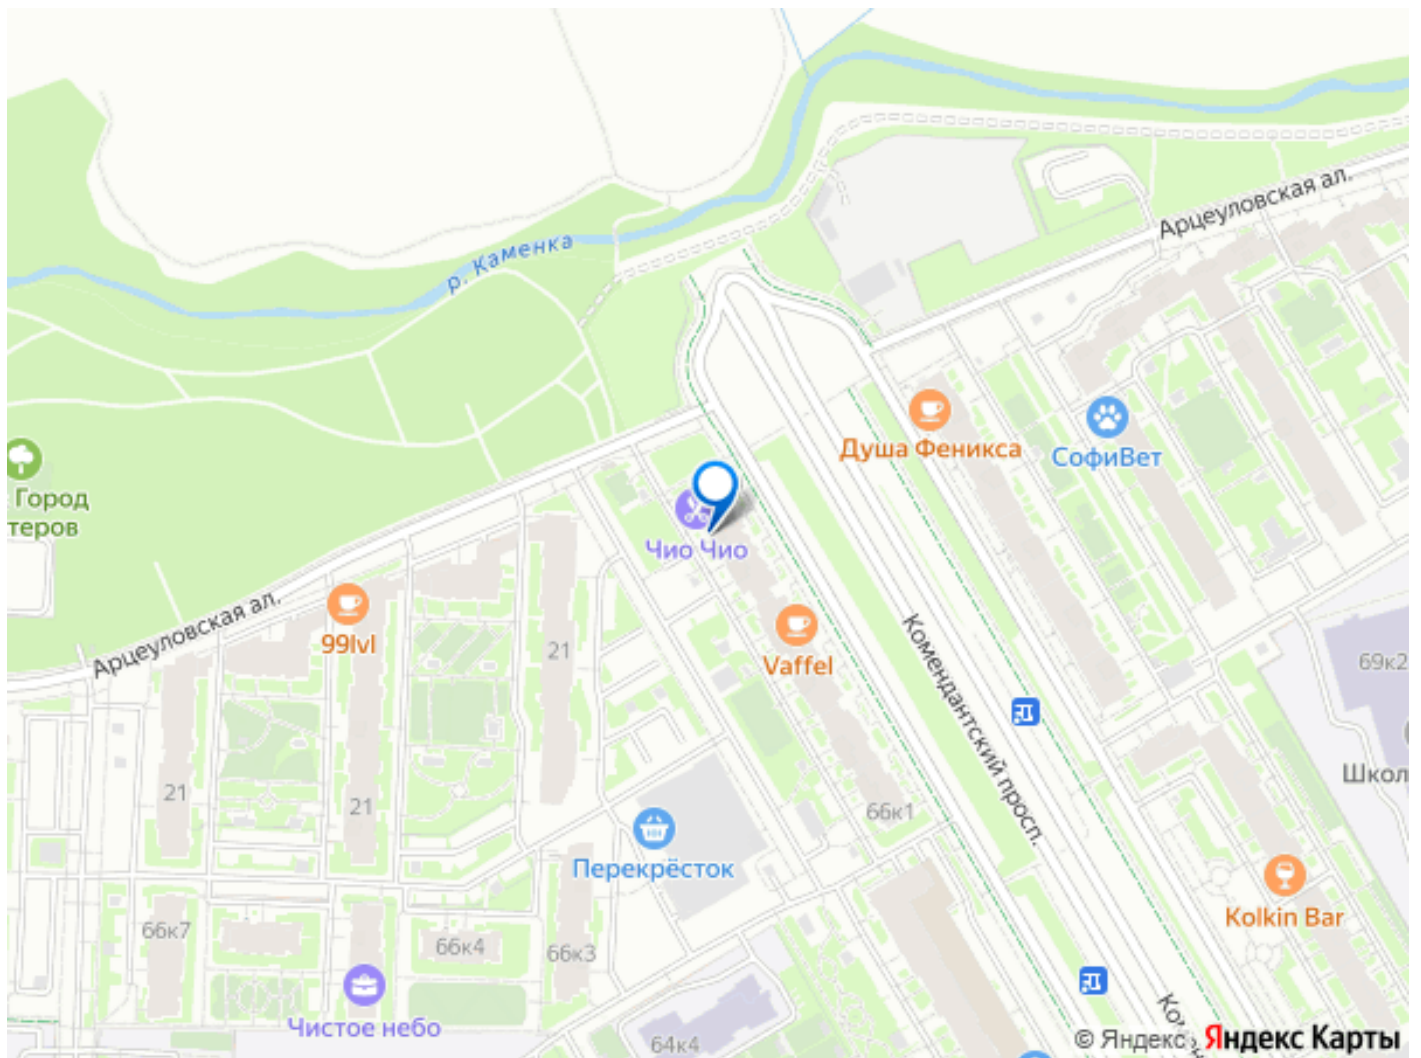 Арцеуловская ал.
р. Каменка
Душа Феникса
СофиВет
Город
теров
Чио Чио
Арцеуловская ал.
99lvl
21
Vaffel
Комендантский просп.
69к2
Школ
21
21
66к1
Перекрёсток
Kolkin Bar
66к7
66к4
66к3
Чистое небо
64к4
© Яндекс
Яндекс Карты